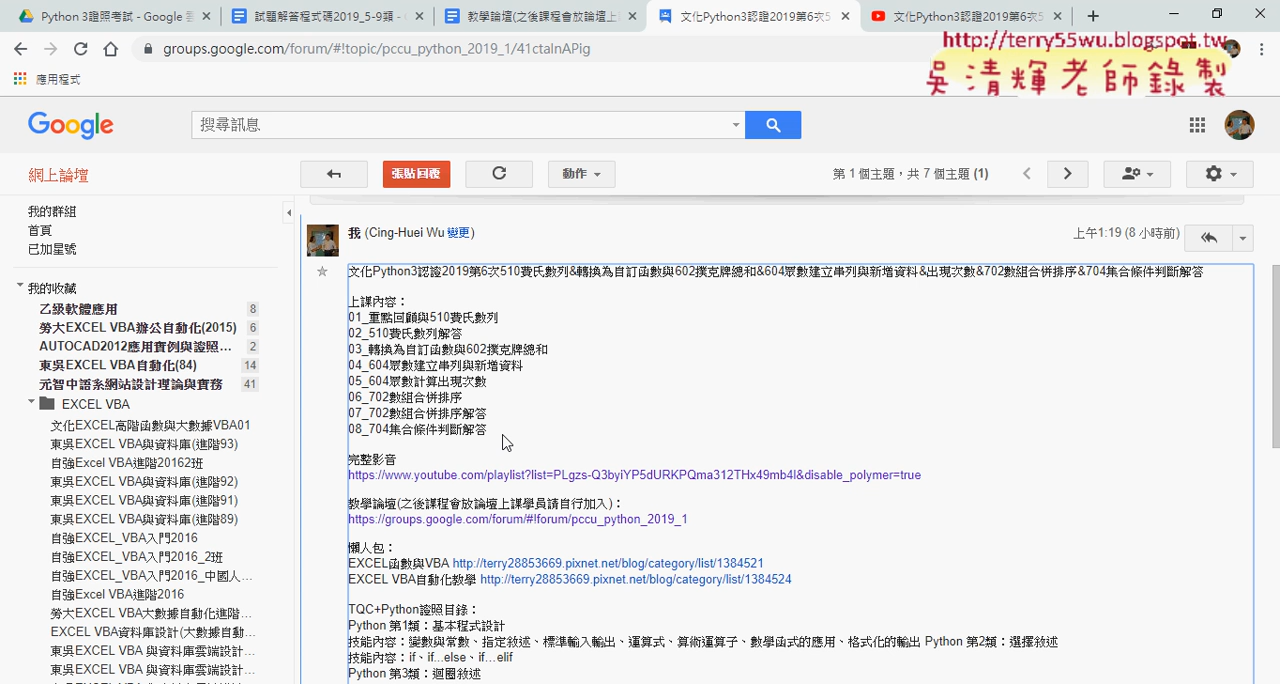 Python 3證照考試 - Google 雲
試題解答程式碼2019_5-9類 -
教學論壇(之後課程會放論壇上
文化Python3認證2019第6次5
文化Python3認證2019第6次5
groups.google.com/forum/#!topic/pccu_python_2019_1/41ctalnAPig
http://terry55wu.blogspot.tw
吳清輝老師錄製
應用程式
Google
搜尋訊息
網上論壇
張貼回覆
動作
第 1 個主題，共 7 個主題 (1)
我的群組
首頁
已加星號
我的收藏
乙級軟體應用 8
勞大EXCEL VBA辦公自動化(2015) 6
AUTOCAD2012應用實例與證照... 2
東吳EXCEL VBA自動化(84) 14
元智中語系網站設計理論與實務 41
EXCEL VBA
文化EXCEL高階函數與大數據VBA01
東吳EXCEL VBA與資料庫(進階93)
自強Excel VBA進階20162班
東吳EXCEL VBA與資料庫(進階92)
東吳EXCEL VBA與資料庫(進階91)
東吳EXCEL VBA與資料庫(進階89)
自強EXCEL_VBA入門2016
自強EXCEL_VBA入門2016_2班
自強EXCEL_VBA入門2016_中國人...
自強Excel VBA進階2016
勞大EXCEL VBA大數據自動化進階...
EXCEL VBA資料庫設計(大數據自動...
東吳EXCEL VBA 與資料庫雲端設計...
東吳EXCEL VBA 與資料庫雲端設計...
我 (Cing-Huei Wu 變更)
上午1:19 (8 小時前)
文化Python3認證2019第6次510費氏數列&轉換為自訂函數與602撲克牌總和&604眾數建立串列與新增資料&出現次數&702數組合併排序&704集合條件判斷解答
上課內容：
01_重點回顧與510費氏數列
02_510費氏數列解答
03_轉換為自訂函數與602撲克牌總和
04_604眾數建立串列與新增資料
05_604眾數計算出現次數
06_702數組合併排序
07_702數組合併排序解答
08_704集合條件判斷解答
完整影音
https://www.youtube.com/playlist?list=PLgzs-Q3byiYP5dURKPQma312THx49mb4l&disable_polymer=true
教學論壇(之後課程會放論壇上課學員請自行加入)：
https://groups.google.com/forum/#!forum/pccu_python_2019_1
懶人包：
EXCEL函數與VBA http://terry28853669.pixnet.net/blog/category/list/1384521
EXCEL VBA自動化教學 http://terry28853669.pixnet.net/blog/category/list/1384524
TQC+Python證照目錄：
Python 第1類：基本程式設計
技能內容：變數與常數、指定敘述、標準輸入輸出、運算式、算術運算子、數學函式的應用、格式化的輸出 Python 第2類：選擇敘述
技能內容：if、if...else、if…elif
Python 第3類：迴圈敘述